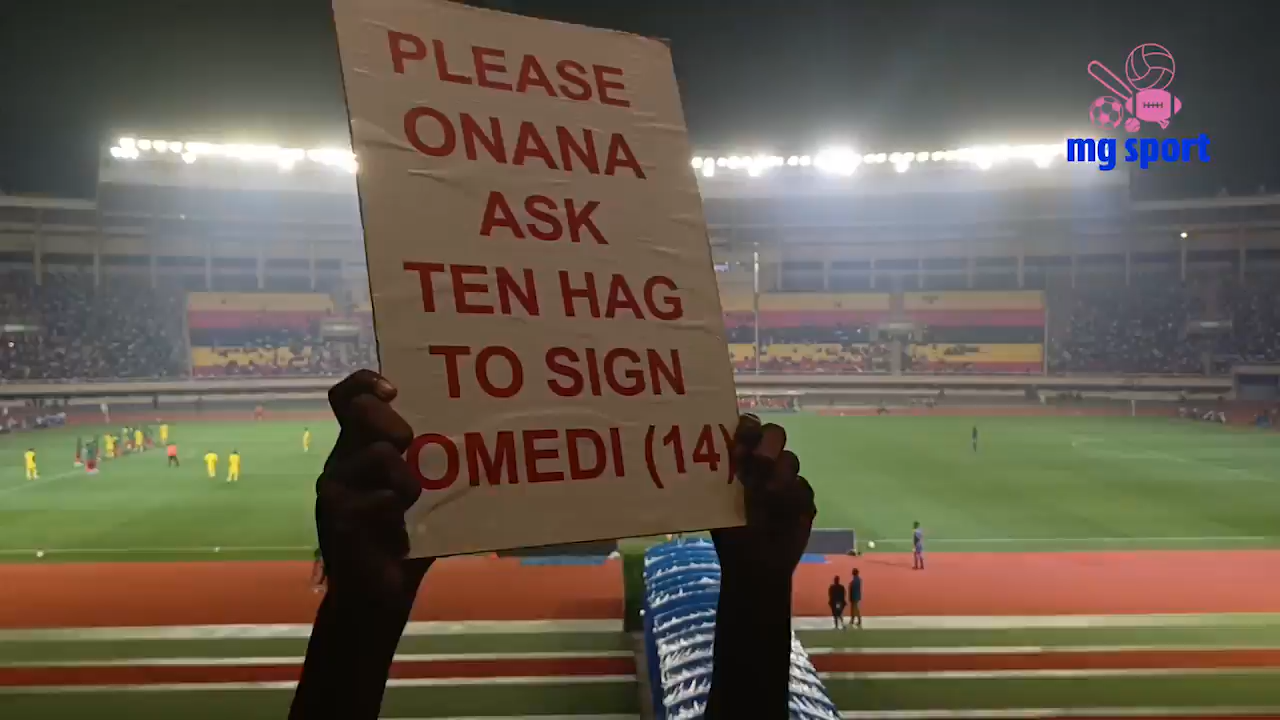 PLEASE
ONANA
ASK
TEN HAG
TO SIGN
OMEDI (14)
mg sport